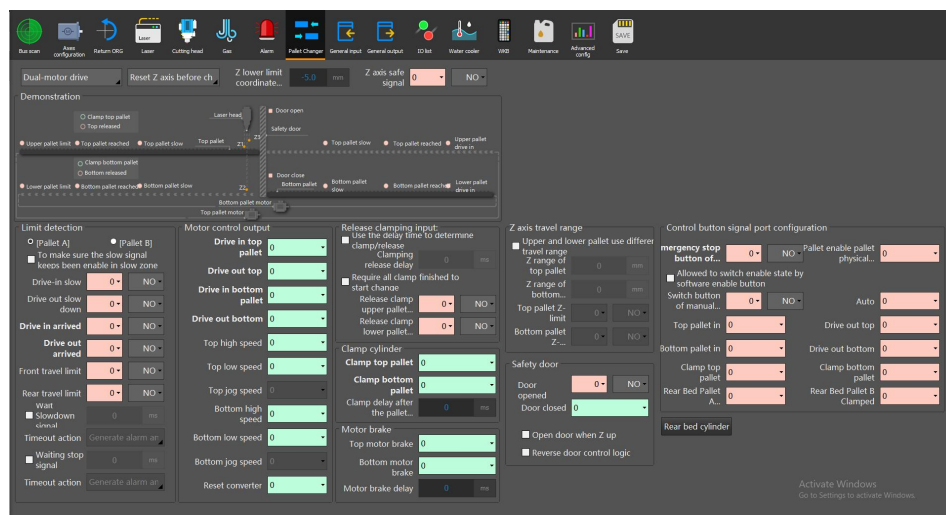 Bus scan
Axes configuration
Return ORG
Laser
Laser
Cutting head
Gas
Alarm
Pallet Changer
General input
General output
IO list
Water cooler
WKB
Maintenance
Advanced config
SAVE
Save
Dual-motor drive
Reset Z axis before ch
Z lower limit coordinate...
-5.0
mm
Z axis safe signal
0
NO
Demonstration
Clamp top pallet
Top released
Laser head
Door open
Safety door
Upper pallet limit
Top pallet reached
Top pallet slow
Top pallet
Z1
Z3
Top pallet slow
Top pallet reached
Upper pallet drive in
Clamp bottom pallet
Bottom released
Door close
Lower pallet limit
Bottom pallet reached
Bottom pallet slow
Z2
Bottom pallet
Bottom pallet slow
Bottom pallet reache
Lower pallet drive in
Bottom pallet motor
Top pallet motor
Limit detection
[Pallet A]
[Pallet B]
To make sure the slow signal keeps been enable in slow zone
Drive-in slow
0
NO
Drive out slow down
0
NO
Drive in arrived
0
NO
Drive out arrived
0
NO
Front travel limit
0
NO
Rear travel limit
0
NO
Wait Slowdown signal
0
ms
Timeout action
Generate alarm ar
Waiting stop signal
0
ms
Timeout action
Generate alarm ar
Motor control output
Drive in top pallet
0
Drive out top
0
Drive in bottom pallet
0
Drive out bottom
0
Top high speed
0
Top low speed
0
Top jog speed
0
Bottom high speed
0
Bottom low speed
0
Bottom jog speed
0
Reset converter
0
Release clamping input:
Use the delay time to determine clamp/release
Clamping release delay
0
ms
Require all clamp finished to start change
Release clamp upper pallet...
0
NO
Release clamp lower pallet...
0
NO
Clamp cylinder
Clamp top pallet
0
Clamp bottom pallet
0
Clamp delay after the pallet...
0
ms
Motor brake
Top motor brake
0
Bottom motor brake
0
Motor brake delay
0
ms
Z axis travel range
Upper and lower pallet use differer travel range
Z range of top pallet
0
mm
Z range of bottom...
0
mm
Top pallet Z-limit
0
NO
Bottom pallet Z-...
0
NO
Safety door
Door opened
0
NO
Door closed
0
Open door when Z up
Reverse door control logic
Control button signal port configuration
mergency stop button of...
0
NO
Pallet enable pallet physical...
0
Allowed to switch enable state by software enable button
Switch button of manual...
0
NO
Auto
0
Top pallet in
0
Drive out top
0
Bottom pallet in
0
Drive out bottom
0
Clamp top pallet
0
Clamp bottom pallet
0
Rear Bed Pallet A...
0
Rear Bed Pallet B Clamped
0
Rear bed cylinder
Activate Windows
Go to Settings to activate Windows.